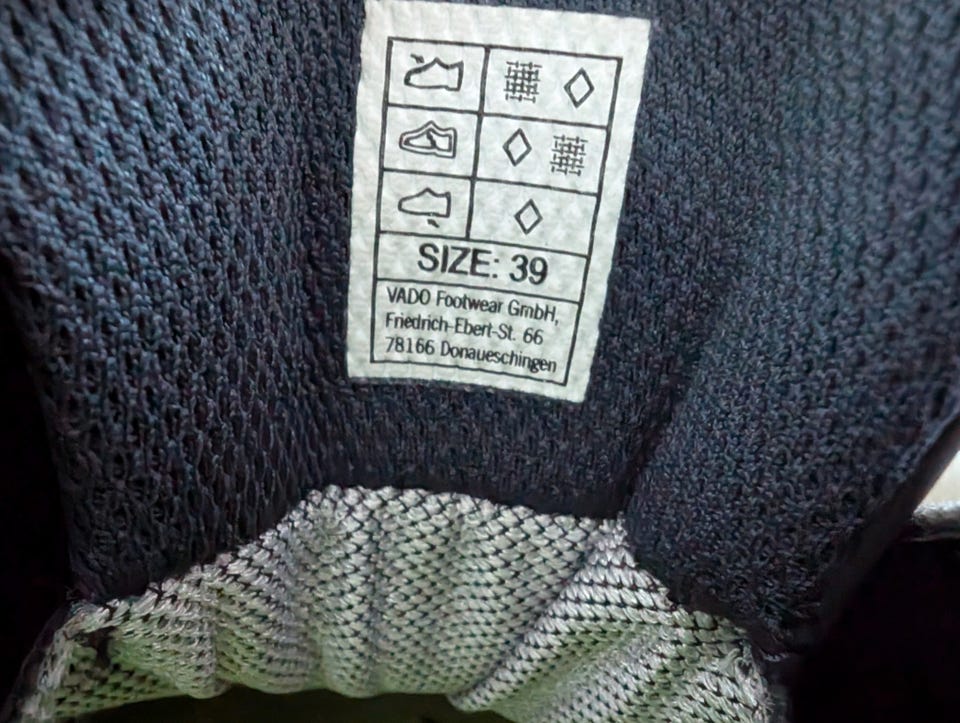 SIZE: 39
VADO Footwear GmbH,
Friedrich-Ebert-St. 66
78166 Donaueschingen